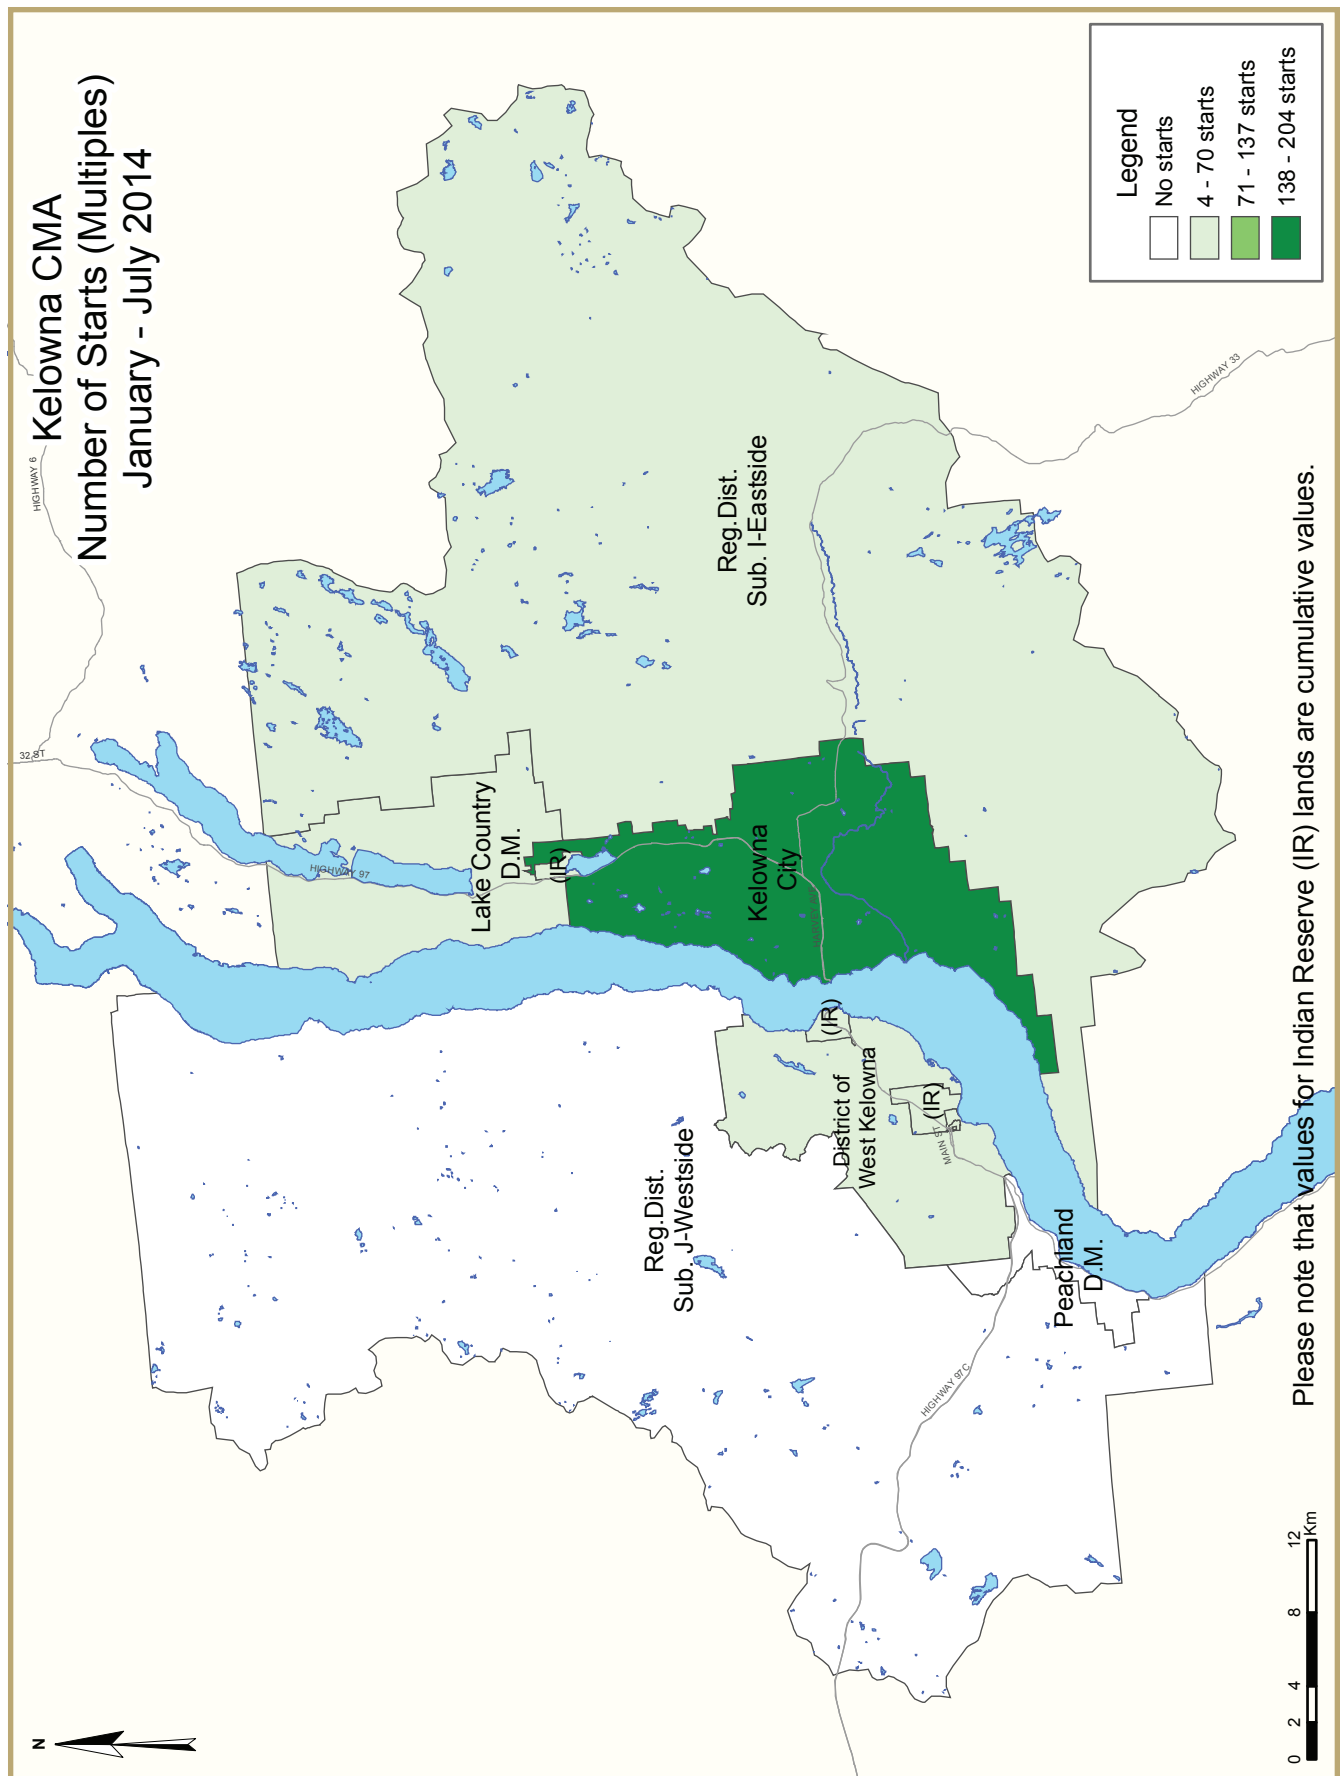 Kelowna CMA
Number of Starts (Multiples)
January - July 2014
HIGHWAY 6
32 ST
HIGHWAY 97
Lake Country
D.M.
(IR)
Reg.Dist.
Sub. I-Eastside
Kelowna
City
HARVEY AVE
HIGHWAY 33
Reg.Dist.
Sub. J-Westside
(IR)
District of
West Kelowna
(IR)
MAIN ST
Peachland
D.M.
HIGHWAY 97C
Legend
No starts
4 - 70 starts
71 - 137 starts
138 - 204 starts
N
0 2 4 8 12
Km
Please note that values for Indian Reserve (IR) lands are cumulative values.